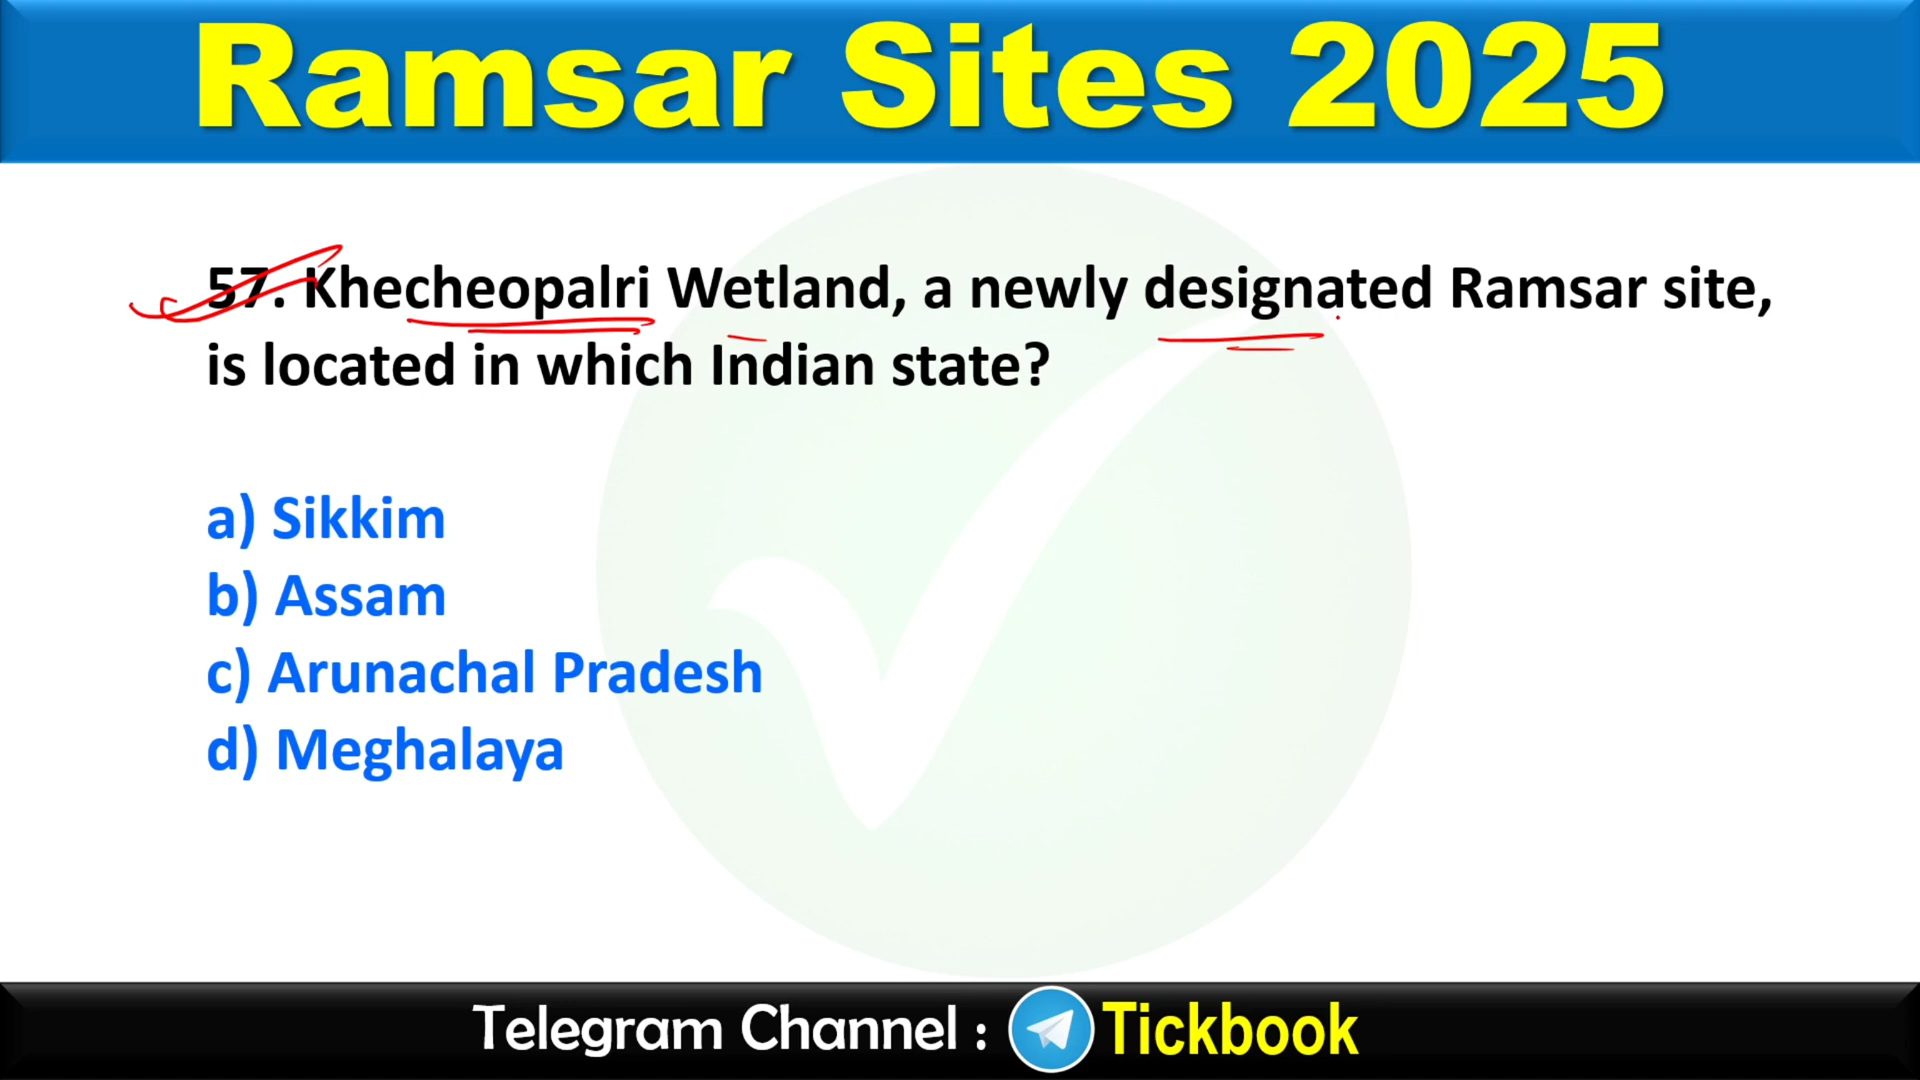 Ramsar Sites 2025
57. Khecheopalri Wetland, a newly designated Ramsar site,
is located in which Indian state?
a) Sikkim
b) Assam
c) Arunachal Pradesh
d) Meghalaya
Telegram Channel : Tickbook